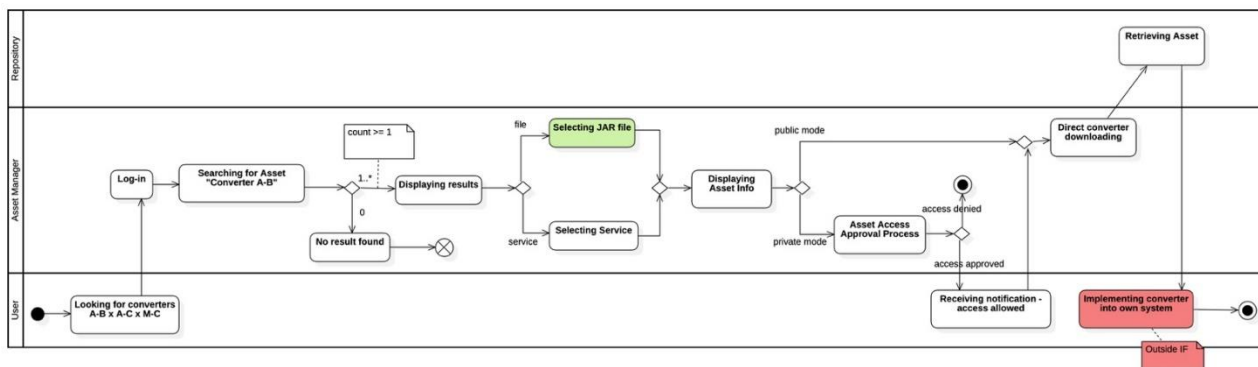 Repository
Retrieving Asset
Asset Manager
Log-in
Searching for Asset
"Converter A-B"
count >= 1
1..*
0
Displaying results
No result found
file
service
Selecting JAR file
Selecting Service
Displaying
Asset Info
public mode
private mode
Asset Access
Approval Process
access denied
access approved
Direct converter
downloading
User
Looking for converters
A-B x A-C x M-C
Receiving notification -
access allowed
Implementing converter
into own system
Outside IF